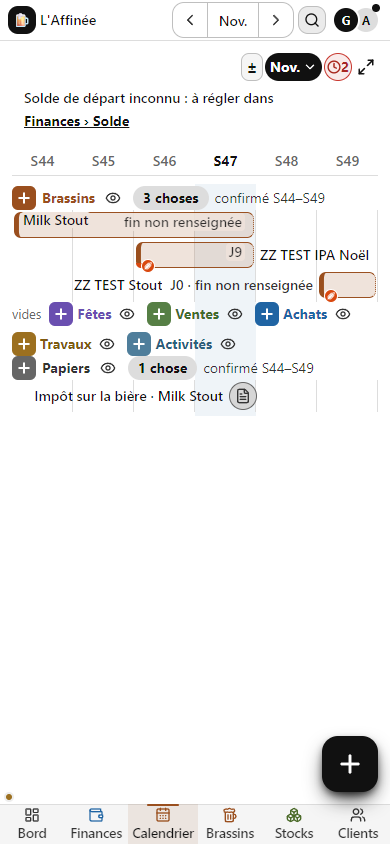 L'Affinée
Nov.
G A
± Nov. 2
Solde de départ inconnu : à régler dans
Finances › Solde
S44 S45 S46 S47 S48 S49
Brassins 3 choses confirmé S44–S49
Milk Stout fin non renseignée
J9 ZZ TEST IPA Noël
ZZ TEST Stout J0 · fin non renseignée
vides Fêtes Ventes Achats
Travaux Activités
Papiers 1 chose confirmé S44–S49
Impôt sur la bière · Milk Stout
Bord Finances Calendrier Brassins Stocks Clients